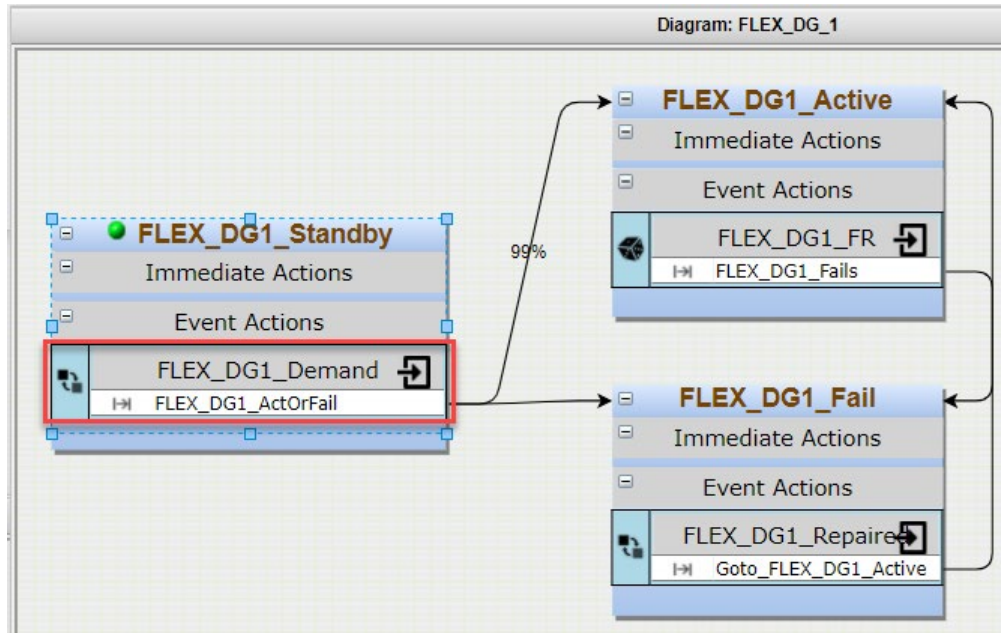 Diagram: FLEX_DG_1
FLEX_DG1_Standby
Immediate Actions
Event Actions
FLEX_DG1_Demand
FLEX_DG1_ActOrFail
99%
FLEX_DG1_Active
Immediate Actions
Event Actions
FLEX_DG1_FR
FLEX_DG1_Fails
FLEX_DG1_Fail
Immediate Actions
Event Actions
FLEX_DG1_Repaired
Goto_FLEX_DG1_Active